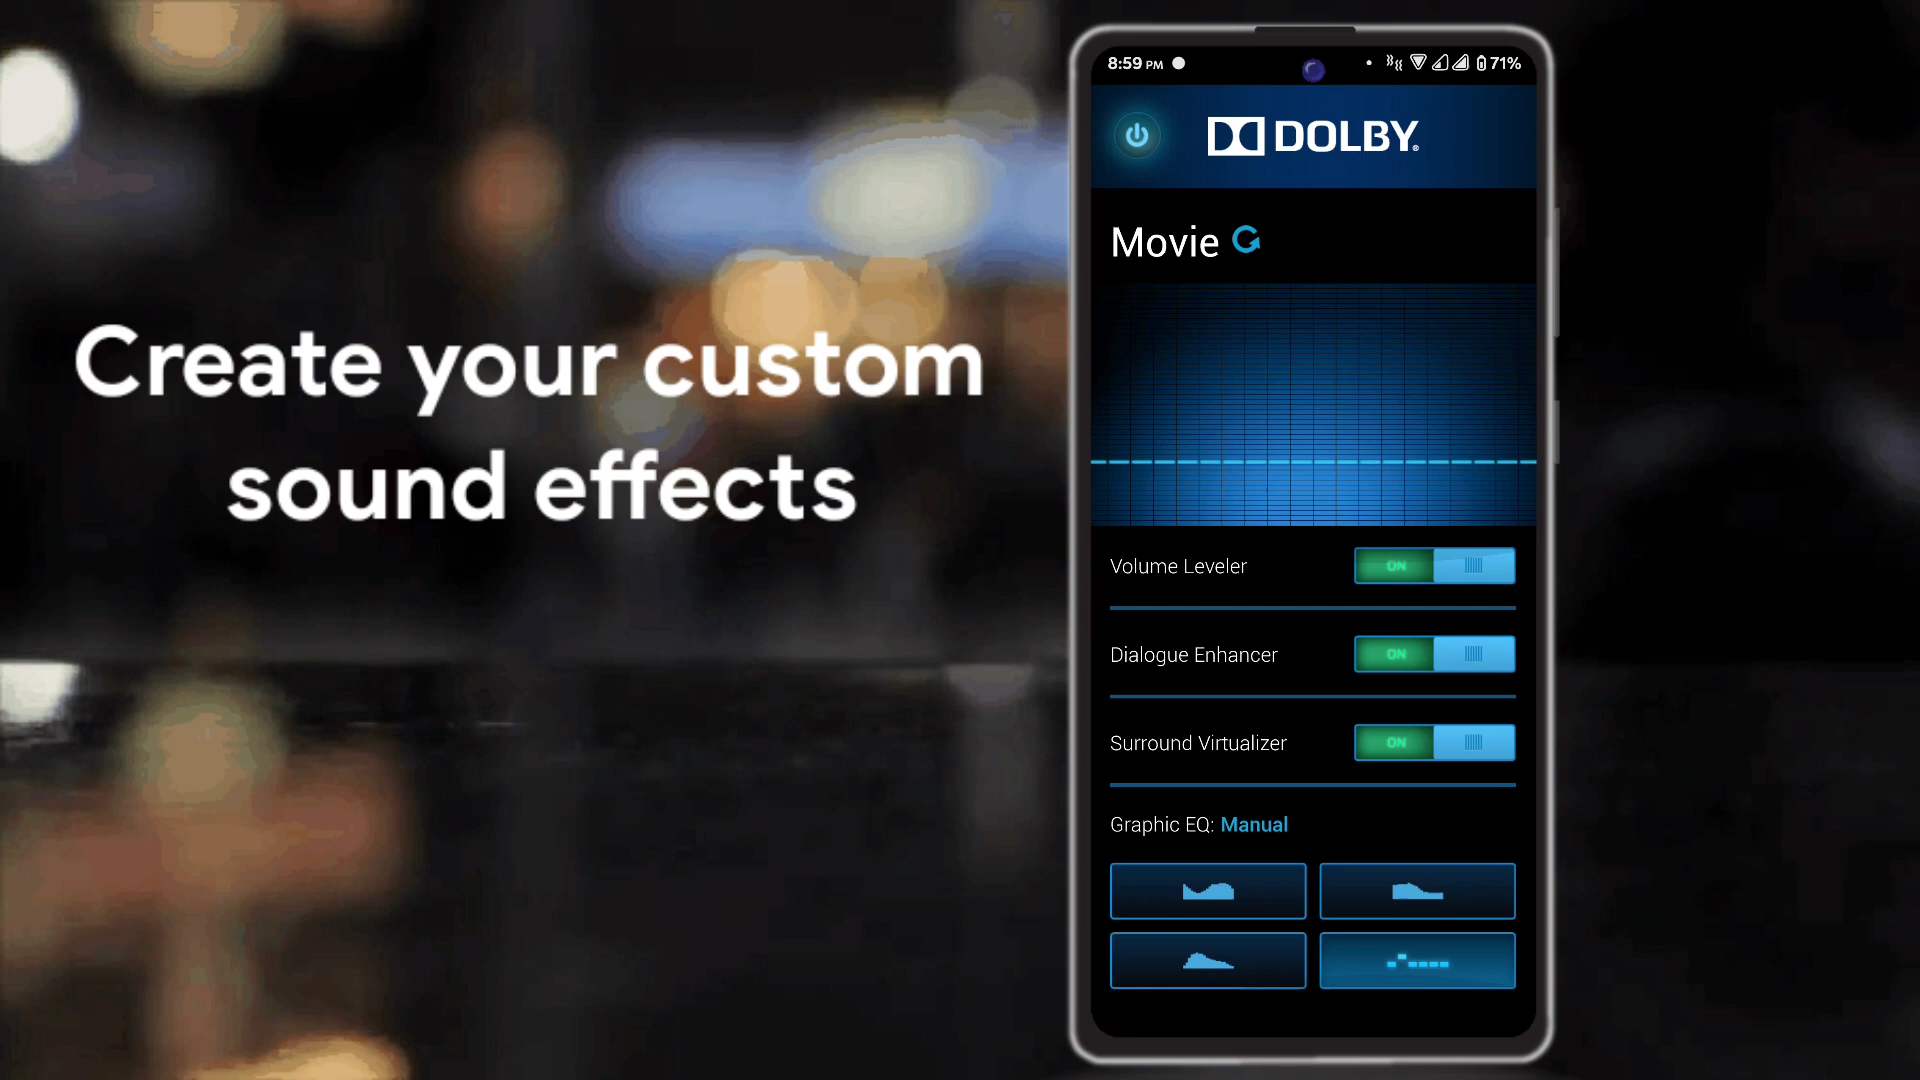 Create your custom
sound effects
8:59 PM
71%
DOLBY®
Movie
Volume Leveler
ON
Dialogue Enhancer
ON
Surround Virtualizer
ON
Graphic EQ: Manual